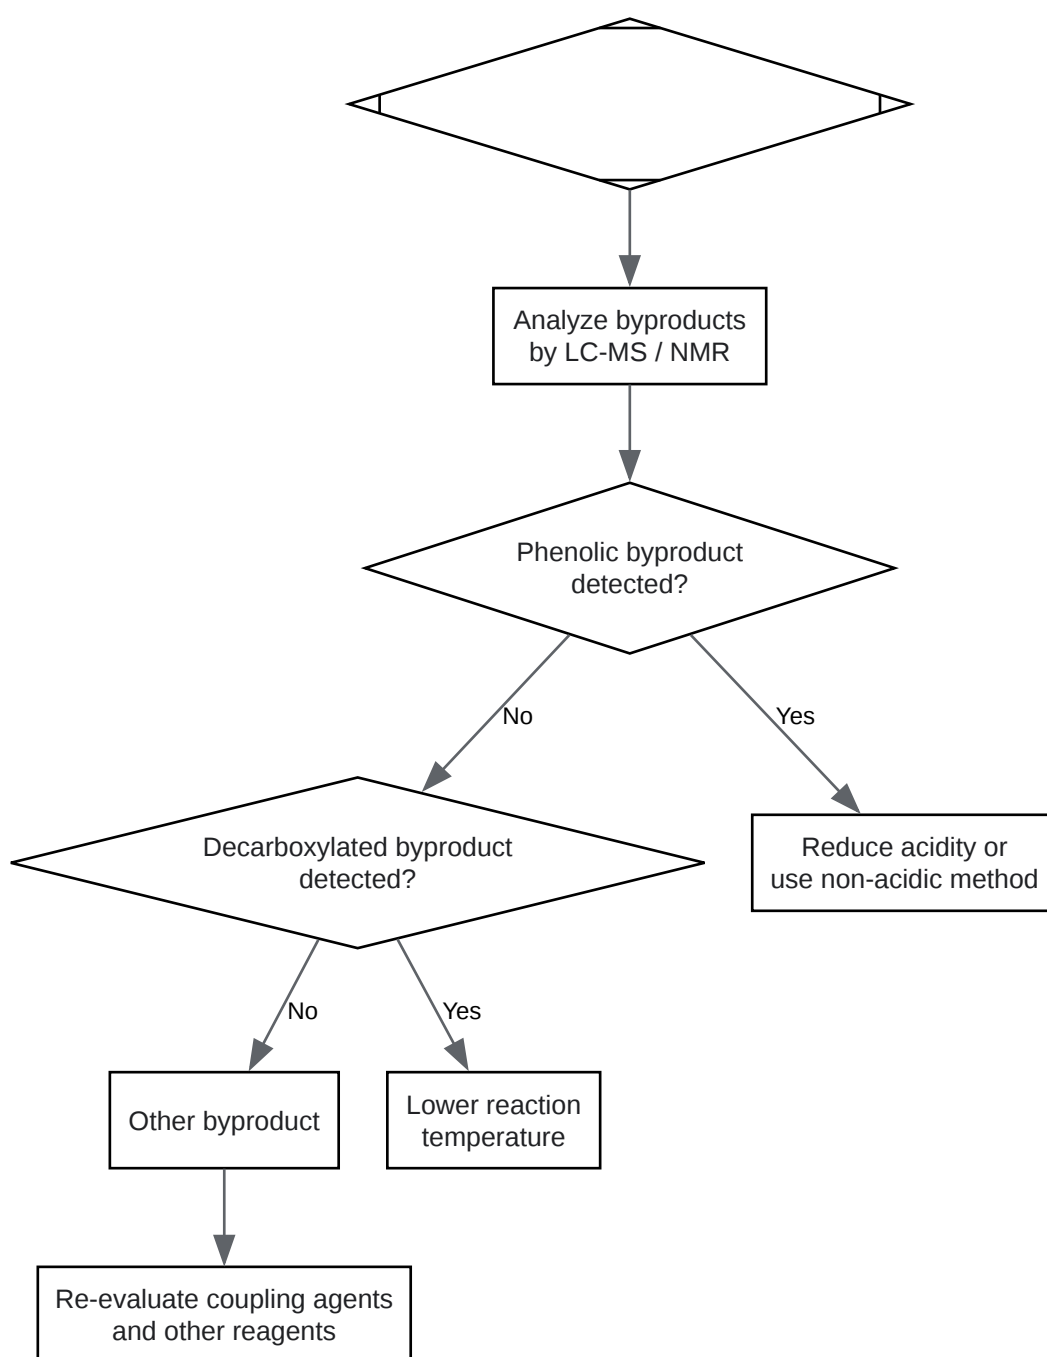 Analyze byproducts
by LC-MS / NMR
Phenolic byproduct
detected?
No
Yes
Decarboxylated byproduct
detected?
Reduce acidity or
use non-acidic method
No
Yes
Other byproduct
Lower reaction
temperature
Re-evaluate coupling agents
and other reagents